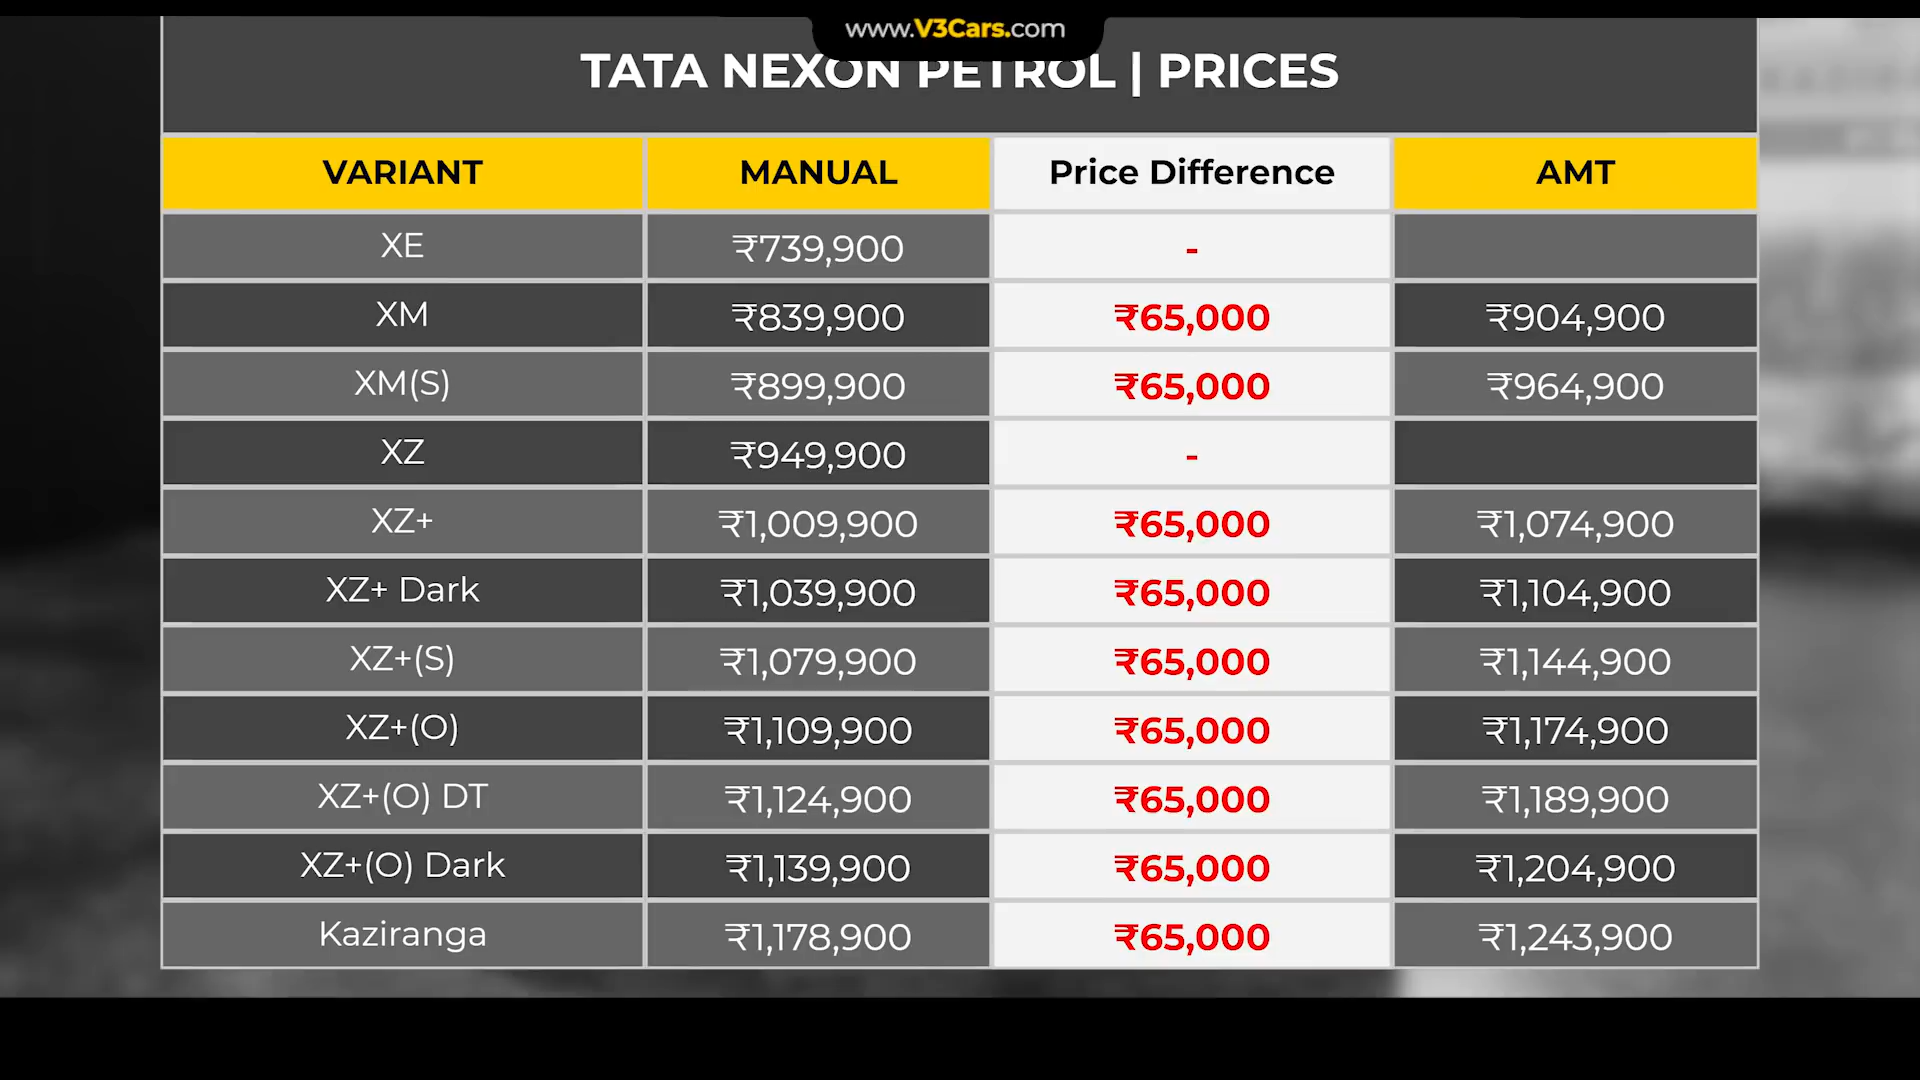 www.V3Cars.com
TATA NEXON PETROL | PRICES
VARIANT MANUAL Price Difference AMT
XE ₹739,900 -
XM ₹839,900 ₹65,000 ₹904,900
XM(S) ₹899,900 ₹65,000 ₹964,900
XZ ₹949,900 -
XZ+ ₹1,009,900 ₹65,000 ₹1,074,900
XZ+ Dark ₹1,039,900 ₹65,000 ₹1,104,900
XZ+(S) ₹1,079,900 ₹65,000 ₹1,144,900
XZ+(O) ₹1,109,900 ₹65,000 ₹1,174,900
XZ+(O) DT ₹1,124,900 ₹65,000 ₹1,189,900
XZ+(O) Dark ₹1,139,900 ₹65,000 ₹1,204,900
Kaziranga ₹1,178,900 ₹65,000 ₹1,243,900